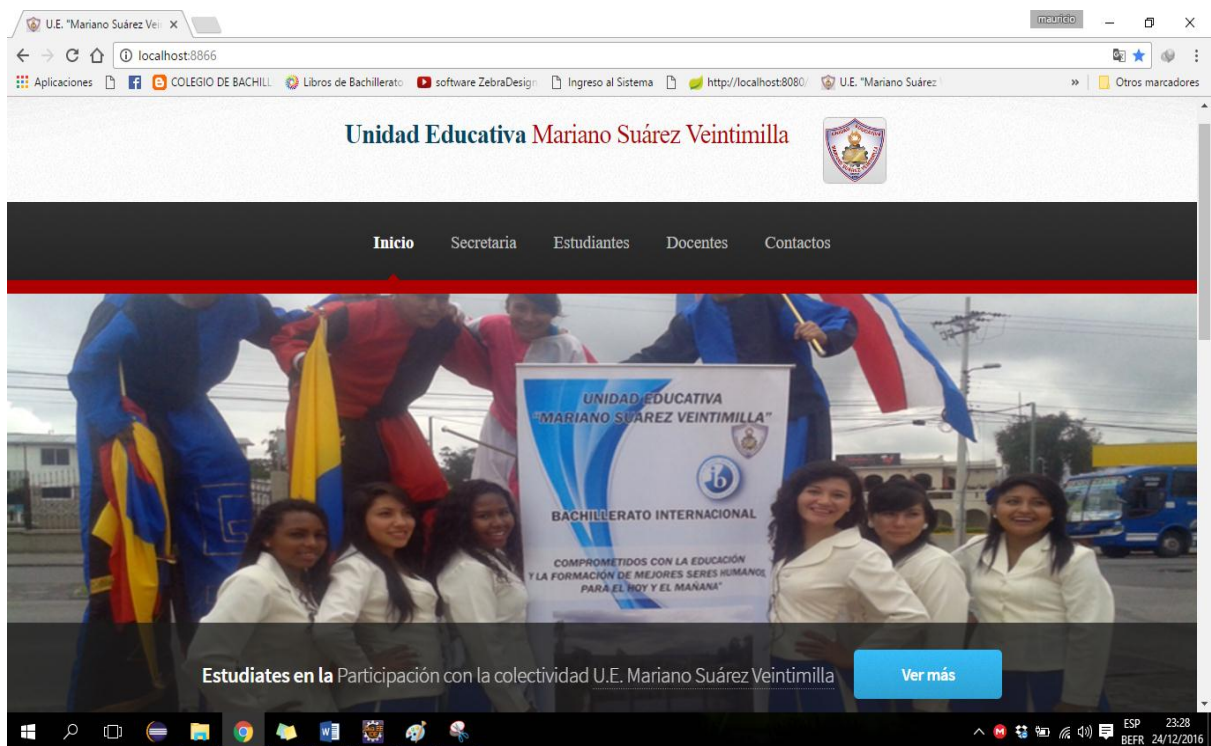 U.E. "Mariano Suárez Vei
mauricio
localhost:8866
Aplicaciones COLEGIO DE BACHILL Libros de Bachillerato software ZebraDesign Ingreso al Sistema http://localhost:8080/ U.E. "Mariano Suárez » Otros marcadores
Unidad Educativa Mariano Suárez Veintimilla
Inicio Secretaria Estudiantes Docentes Contactos
UNIDAD EDUCATIVA
"MARIANO SUÁREZ VEINTIMILLA"
ib
BACHILLERATO INTERNACIONAL
COMPROMETIDOS CON LA EDUCACIÓN
Y LA FORMACIÓN DE MEJORES SERES HUMANOS
PARA EL HOY Y EL MAÑANA"
Estudiates en la Participación con la colectividad U.E. Mariano Suárez Veintimilla Ver más
ESP 23:28
BEFR 24/12/2016